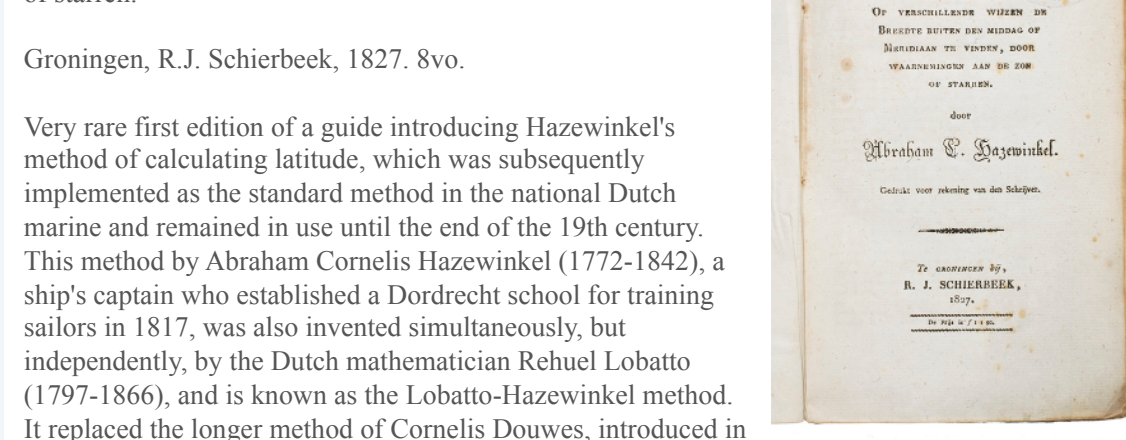 of starren.
Groningen, R.J. Schierbeek, 1827. 8vo.
Very rare first edition of a guide introducing Hazewinkel's
method of calculating latitude, which was subsequently
implemented as the standard method in the national Dutch
marine and remained in use until the end of the 19th century.
This method by Abraham Cornelis Hazewinkel (1772-1842), a
ship's captain who established a Dordrecht school for training
sailors in 1817, was also invented simultaneously, but
independently, by the Dutch mathematician Rehuel Lobatto
(1797-1866), and is known as the Lobatto-Hazewinkel method.
It replaced the longer method of Cornelis Douwes, introduced in
OP VERSCHILLENDE WIJZEN DE
BREEDTE BUITEN DEN MIDDAG OF
MERIDIAAN TE VINDEN, DOOR
WAARNEMINGEN AAN DE ZON
OF STARREN.
door
Abraham C. Hazewinkel.
Gedrukt voor rekening van den Schrijver.
Te GRONINGEN bij,
R. J. SCHIERBEEK,
1827.
De Prijs is f